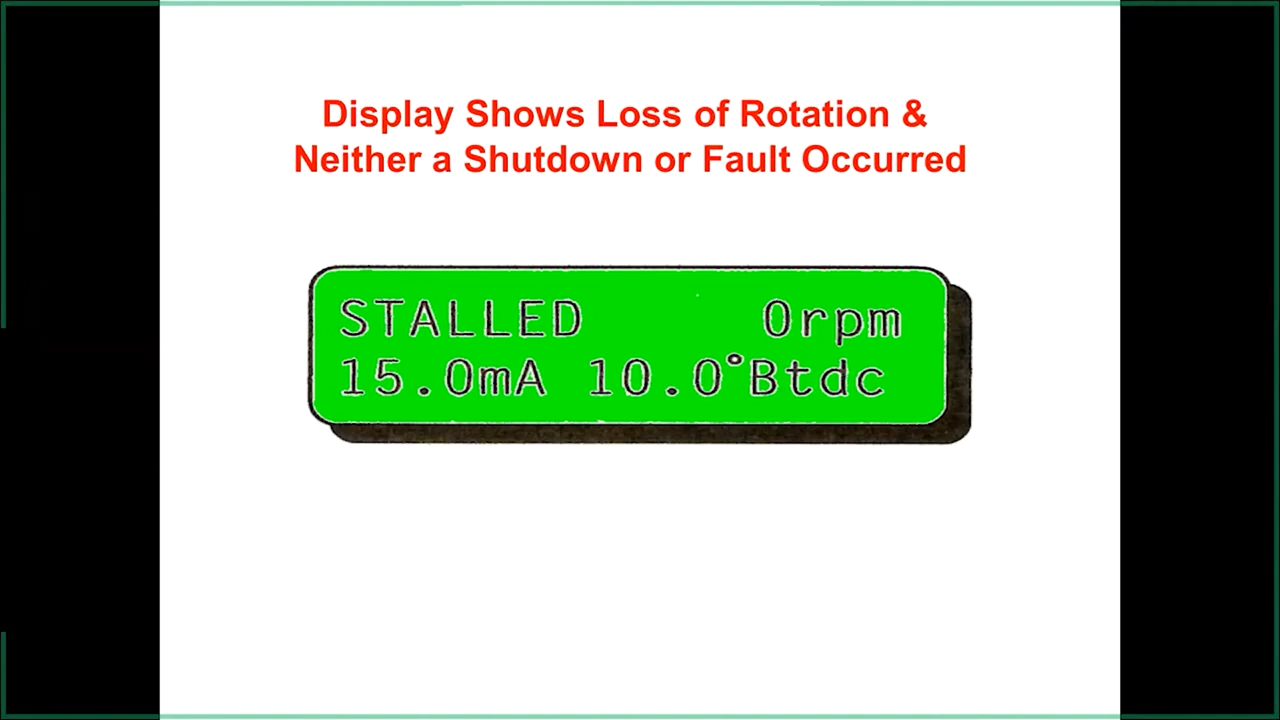 Display Shows Loss of Rotation &
Neither a Shutdown or Fault Occurred
STALLED 0rpm
15.0mA 10.0°Btdc